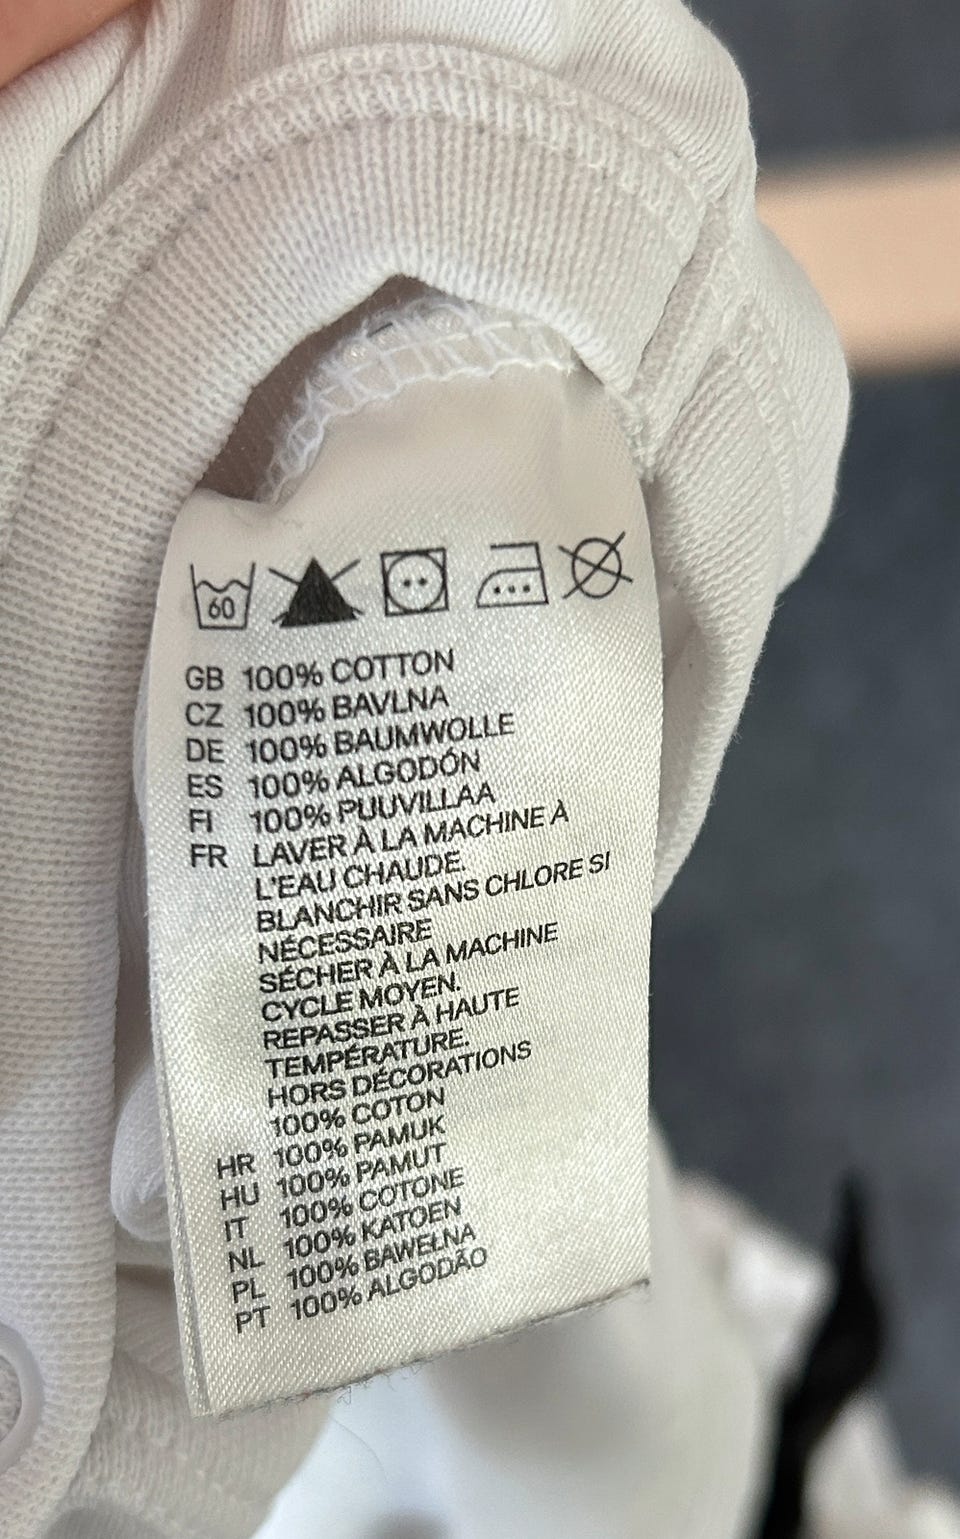 60
GB 100% COTTON
CZ 100% BAVLNA
DE 100% BAUMWOLLE
ES 100% ALGODÓN
FI 100% PUUVILLAA
FR LAVER À LA MACHINE À
L'EAU CHAUDE.
BLANCHIR SANS CHLORE SI
NÉCESSAIRE
SÉCHER À LA MACHINE
CYCLE MOYEN.
REPASSER À HAUTE
TEMPÉRATURE.
HORS DÉCORATIONS
100% COTON
HR 100% PAMUK
HU 100% PAMUT
IT 100% COTONE
NL 100% KATOEN
PL 100% BAWEŁNA
PT 100% ALGODÃO